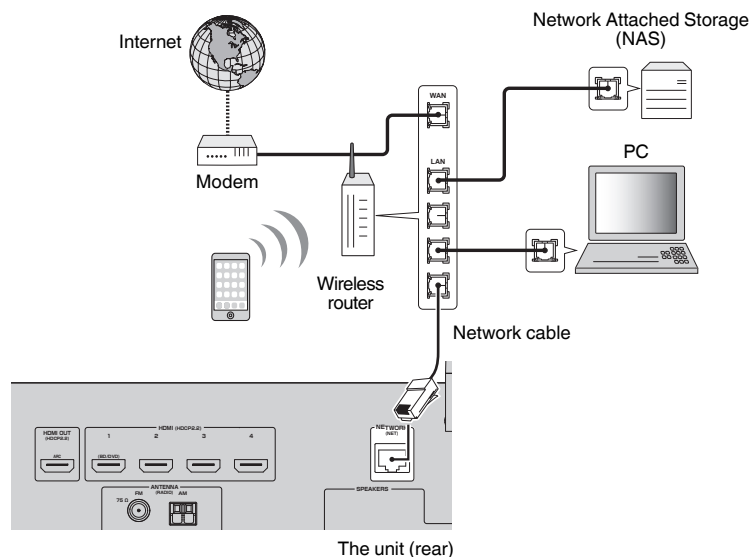 Internet
Network Attached Storage
(NAS)
WAN
Modem
LAN
PC
Wireless
router
Network cable
HDMI OUT
(HDCP2.2)
ARC
HDMI (HDCP2.2)
1
2
3
4
(BD/DVD)
NETWORK
(NET)
ANTENNA
(RADIO)
FM
AM
75 Ω
SPEAKERS
The unit (rear)